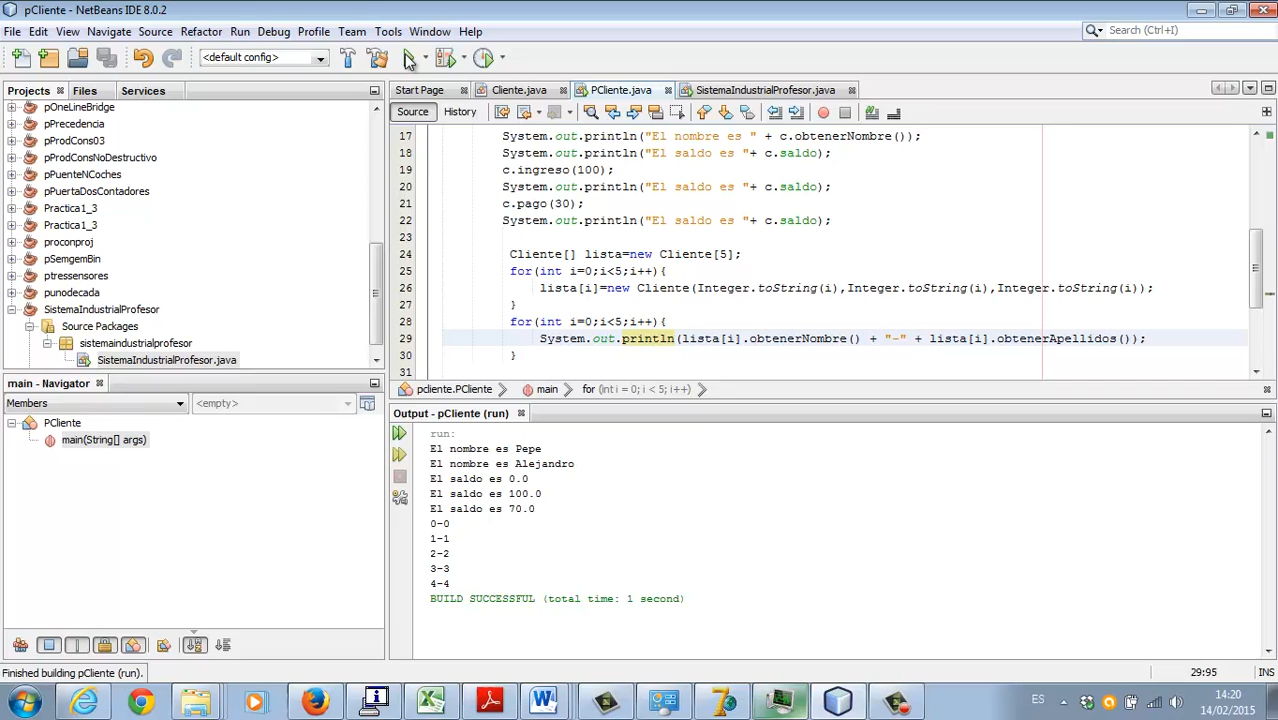 pCliente - NetBeans IDE 8.0.2
File Edit View Navigate Source Refactor Run Debug Profile Team Tools Window Help
Search (Ctrl+I)
<default config>
Projects Files Services
Start Page Cliente.java PCliente.java SistemaIndustrialProfesor.java
Source History
pOneLineBridge
pPrecedencia
pProdCons03
pProdConsNoDestructivo
pPuenteNCoches
pPuertaDosContadores
Practica1_3
Practica1_3
proconproj
pSemgemBin
ptressensores
punodecada
SistemaIndustrialProfesor
Source Packages
sistemaindustrialprofesor
SistemaIndustrialProfesor.java
17 System.out.println("El nombre es " + c.obtenerNombre());
18 System.out.println("El saldo es "+ c.saldo);
19 c.ingreso(100);
20 System.out.println("El saldo es "+ c.saldo);
21 c.pago(30);
22 System.out.println("El saldo es "+ c.saldo);
23
24 Cliente[] lista=new Cliente[5];
25 for(int i=0;i<5;i++){
26 lista[i]=new Cliente(Integer.toString(i),Integer.toString(i),Integer.toString(i));
27 }
28 for(int i=0;i<5;i++){
29 System.out.println(lista[i].obtenerNombre() + "-" + lista[i].obtenerApellidos());
30 }
31
pcliente.PCliente main for (int i = 0; i < 5; i++)
main - Navigator
Members <empty>
PCliente
main(String[] args)
Output - pCliente (run)
run:
El nombre es Pepe
El nombre es Alejandro
El saldo es 0.0
El saldo es 100.0
El saldo es 70.0
0-0
1-1
2-2
3-3
4-4
BUILD SUCCESSFUL (total time: 1 second)
Finished building pCliente (run).
29:95 INS
ES
14:20
14/02/2015